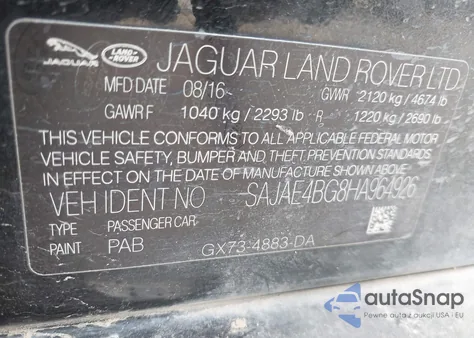 JAGUAR LAND-ROVER JAGUAR LAND ROVER LTD
MFD DATE 08/16 GVWR 2120 kg / 4674 lb
GAWR F 1040 kg / 2293 lb R 1220 kg / 2690 lb
THIS VEHICLE CONFORMS TO ALL APPLICABLE FEDERAL MOTOR
VEHICLE SAFETY, BUMPER AND THEFT PREVENTION STANDARDS
IN EFFECT ON THE DATE OF MANUFACTURE SHOWN ABOVE
VEH IDENT NO SAJAE4BG8HA964926
TYPE PASSENGER CAR
PAINT PAB GX73-4883-DA
autoSnap
Pewne auta z aukcji USA i EU